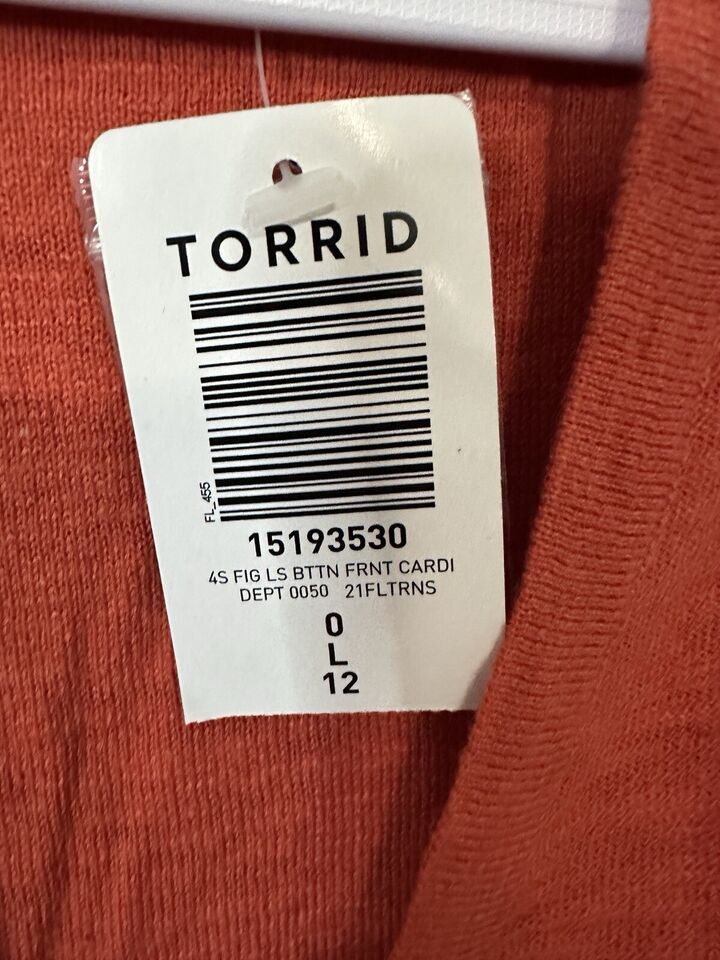 TORRID
FL_455
15193530
4S FIG LS BTTN FRNT CARDI
DEPT 0050 21FLTRNS
0
L
12